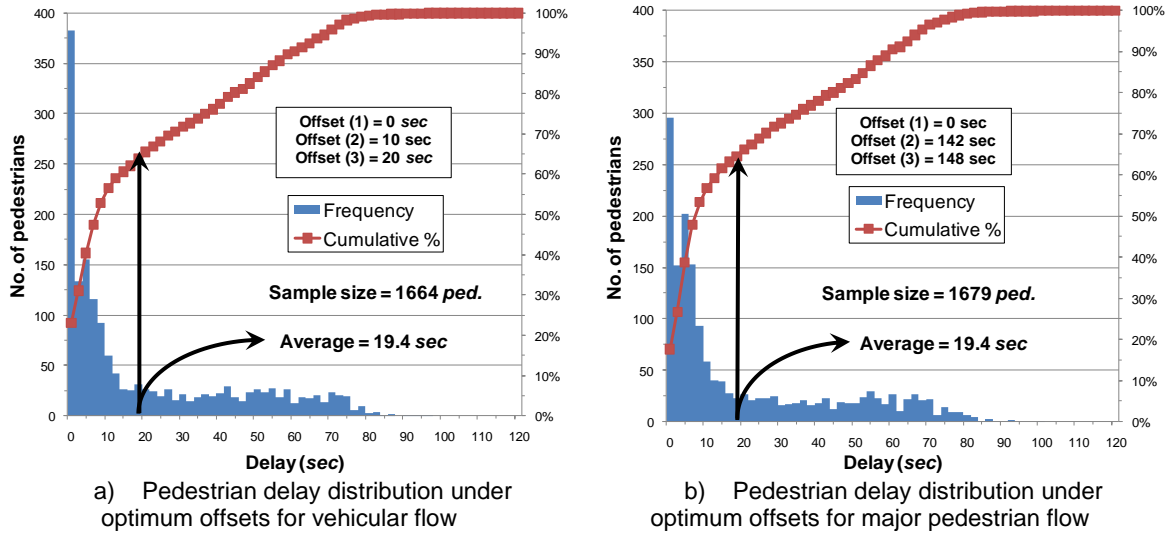 No. of pedestrians
400
350
300
250
200
150
100
50
0
100%
90%
80%
70%
60%
50%
40%
30%
20%
10%
0%
Offset (1) = 0 sec
Offset (2) = 10 sec
Offset (3) = 20 sec
Frequency
Cumulative %
Sample size = 1664 ped.
Average = 19.4 sec
0 10 20 30 40 50 60 70 80 90 100 110 120
Delay (sec)
a) Pedestrian delay distribution under
optimum offsets for vehicular flow
No. of pedestrians
400
350
300
250
200
150
100
50
0
100%
90%
80%
70%
60%
50%
40%
30%
20%
10%
0%
Offset (1) = 0 sec
Offset (2) = 142 sec
Offset (3) = 148 sec
Frequency
Cumulative %
Sample size = 1679 ped.
Average = 19.4 sec
0 10 20 30 40 50 60 70 80 90 100 110 120
Delay (sec)
b) Pedestrian delay distribution under
optimum offsets for major pedestrian flow